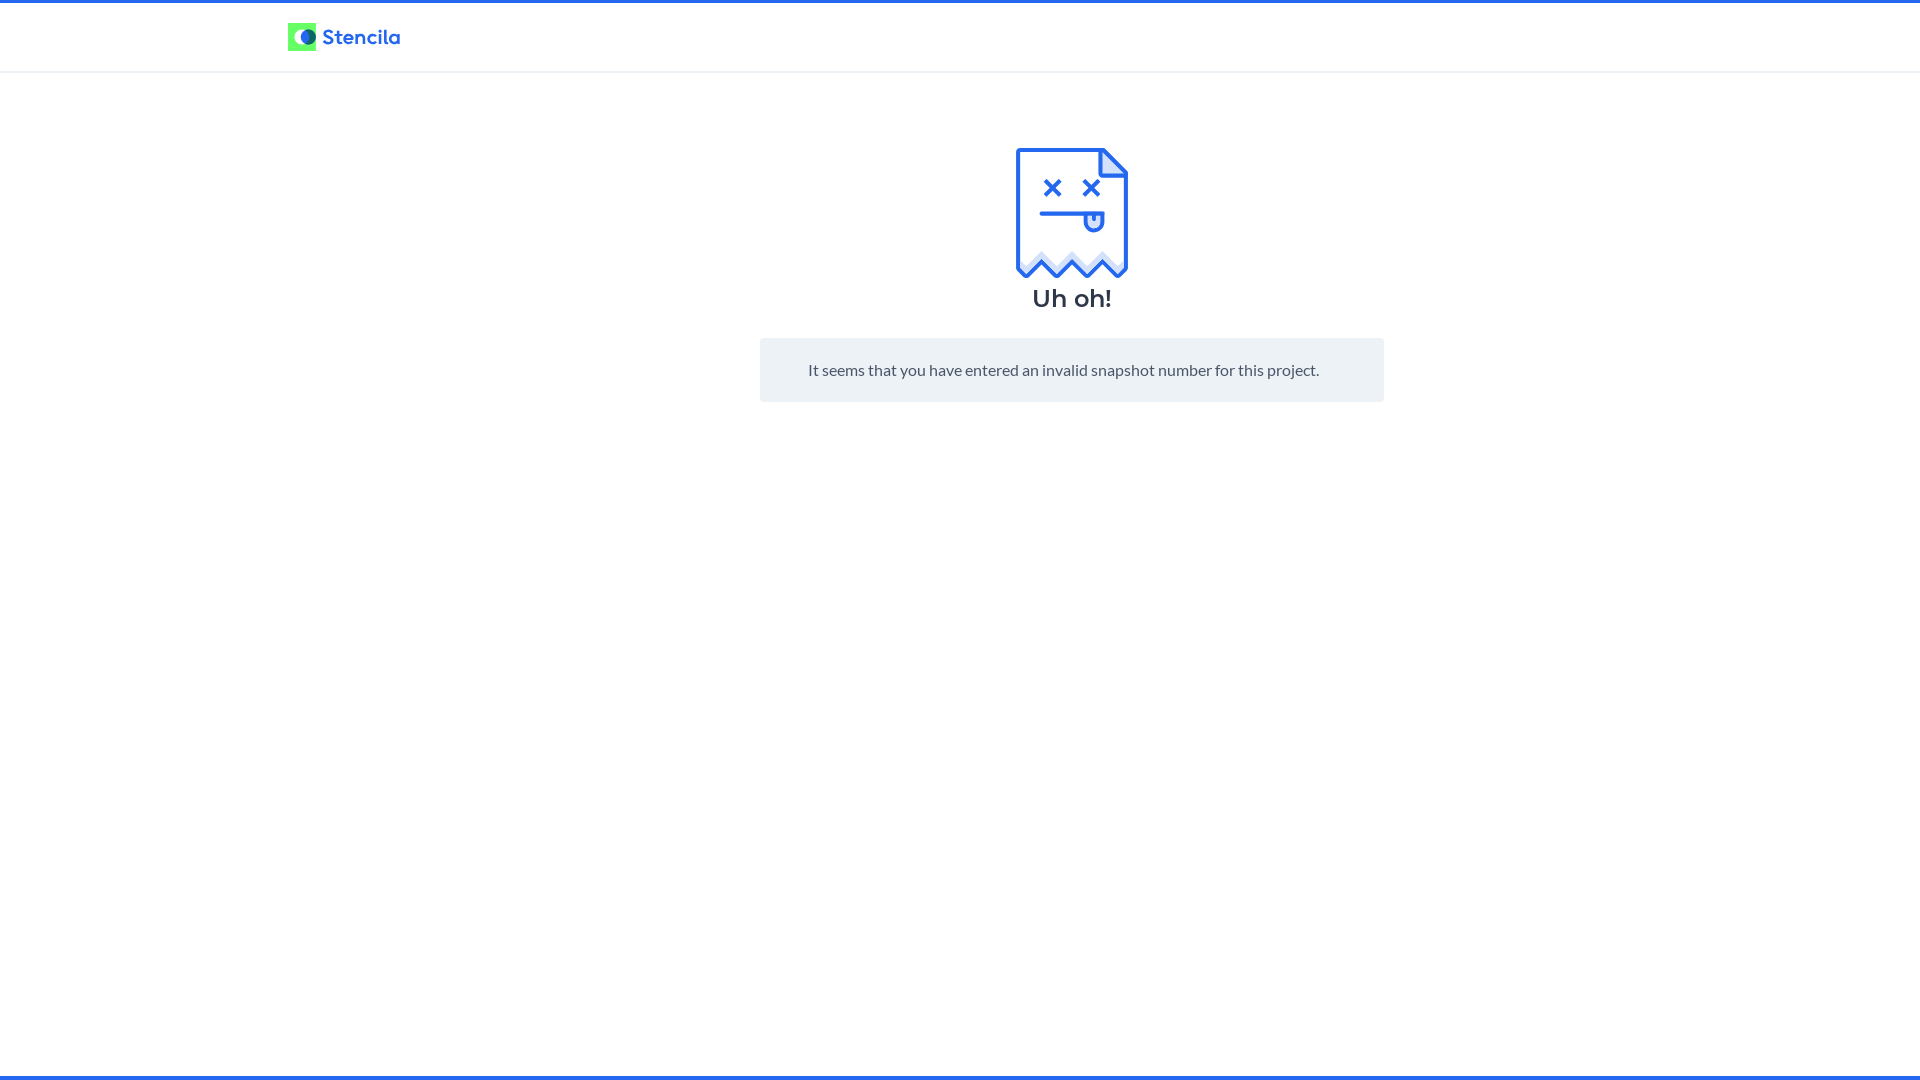 Stencila
Uh oh!
It seems that you have entered an invalid snapshot number for this project.